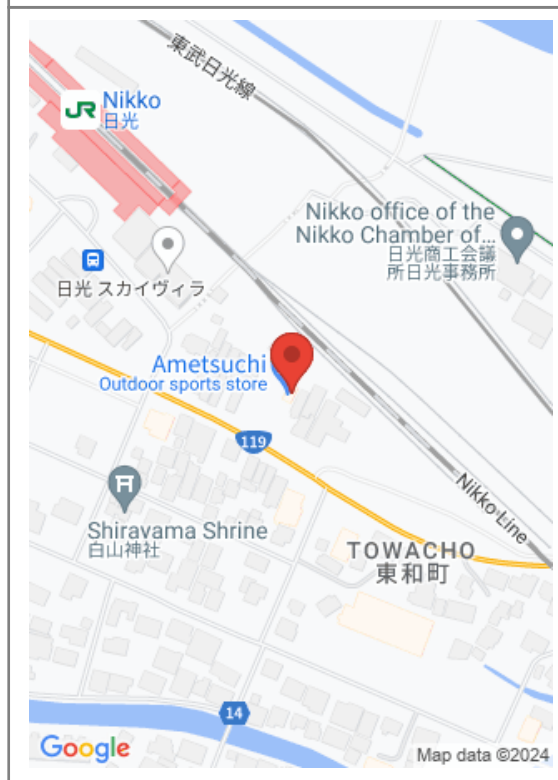 東武日光線
JR Nikko
日光
Nikko office of the
Nikko Chamber of...
日光商工会議
所日光事務所
日光 スカイヴィラ
Ametsuchi
Outdoor sports store
119
Nikko Line
Shirayama Shrine
白山神社
TOWACHO
東和町
14
Google
Map data ©2024